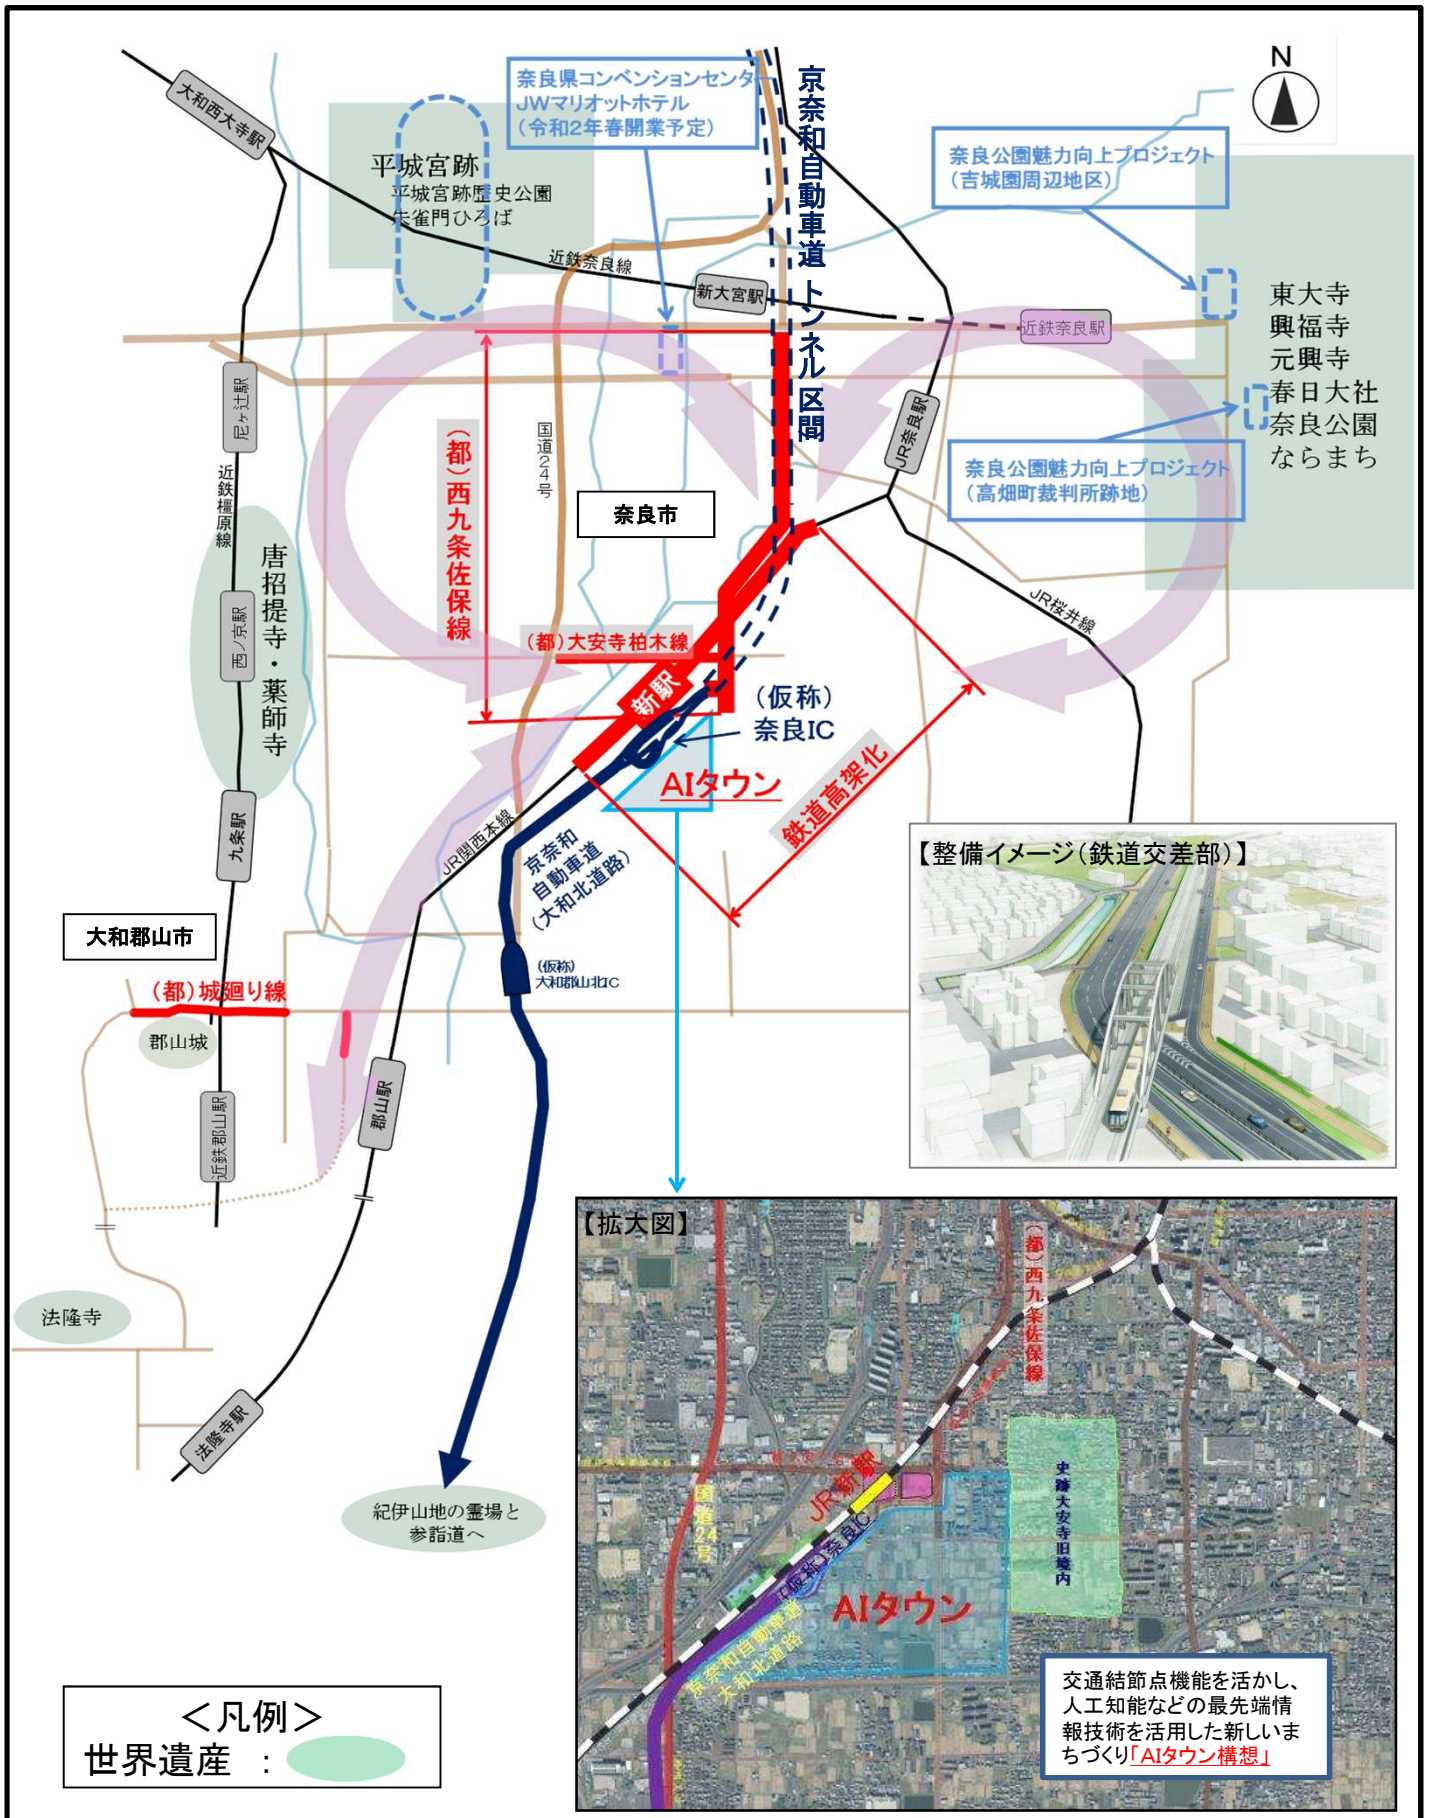 N
大和西大寺駅
奈良県コンベンションセンター
JWマリオットホテル
（令和2年春開業予定）
京奈和自動車道 トンネル区間
奈良公園魅力向上プロジェクト
（吉城園周辺地区）
平城宮跡
平城宮跡歴史公園
朱雀門ひろば
近鉄奈良線
新大宮駅
近鉄奈良駅
東大寺
興福寺
元興寺
春日大社
奈良公園
ならまち
尼ヶ辻駅
近鉄橿原線
（都）西九条佐保線
国道24号
JR奈良駅
奈良公園魅力向上プロジェクト
（高畑町裁判所跡地）
奈良市
唐招提寺・薬師寺
西ノ京駅
JR桜井線
（都）大安寺柏木線
新駅
（仮称）
奈良IC
AIタウン
鉄道高架化
九条駅
JR関西本線
京奈和
自動車道
（大和北道路）
【整備イメージ（鉄道交差部）】
大和郡山市
（仮称）
大和郡山北IC
（都）城廻り線
郡山城
郡山駅
近鉄郡山駅
法隆寺
法隆寺駅
紀伊山地の霊場と
参詣道へ
【拡大図】
（都）西九条佐保線
JR新駅
国道24号
（仮称）奈良IC
史跡大安寺旧境内
AIタウン
京奈和自動車道
大和北道路
交通結節点機能を活かし、
人工知能などの最先端情
報技術を活用した新しいま
ちづくり「AIタウン構想」
＜凡例＞
世界遺産 ：